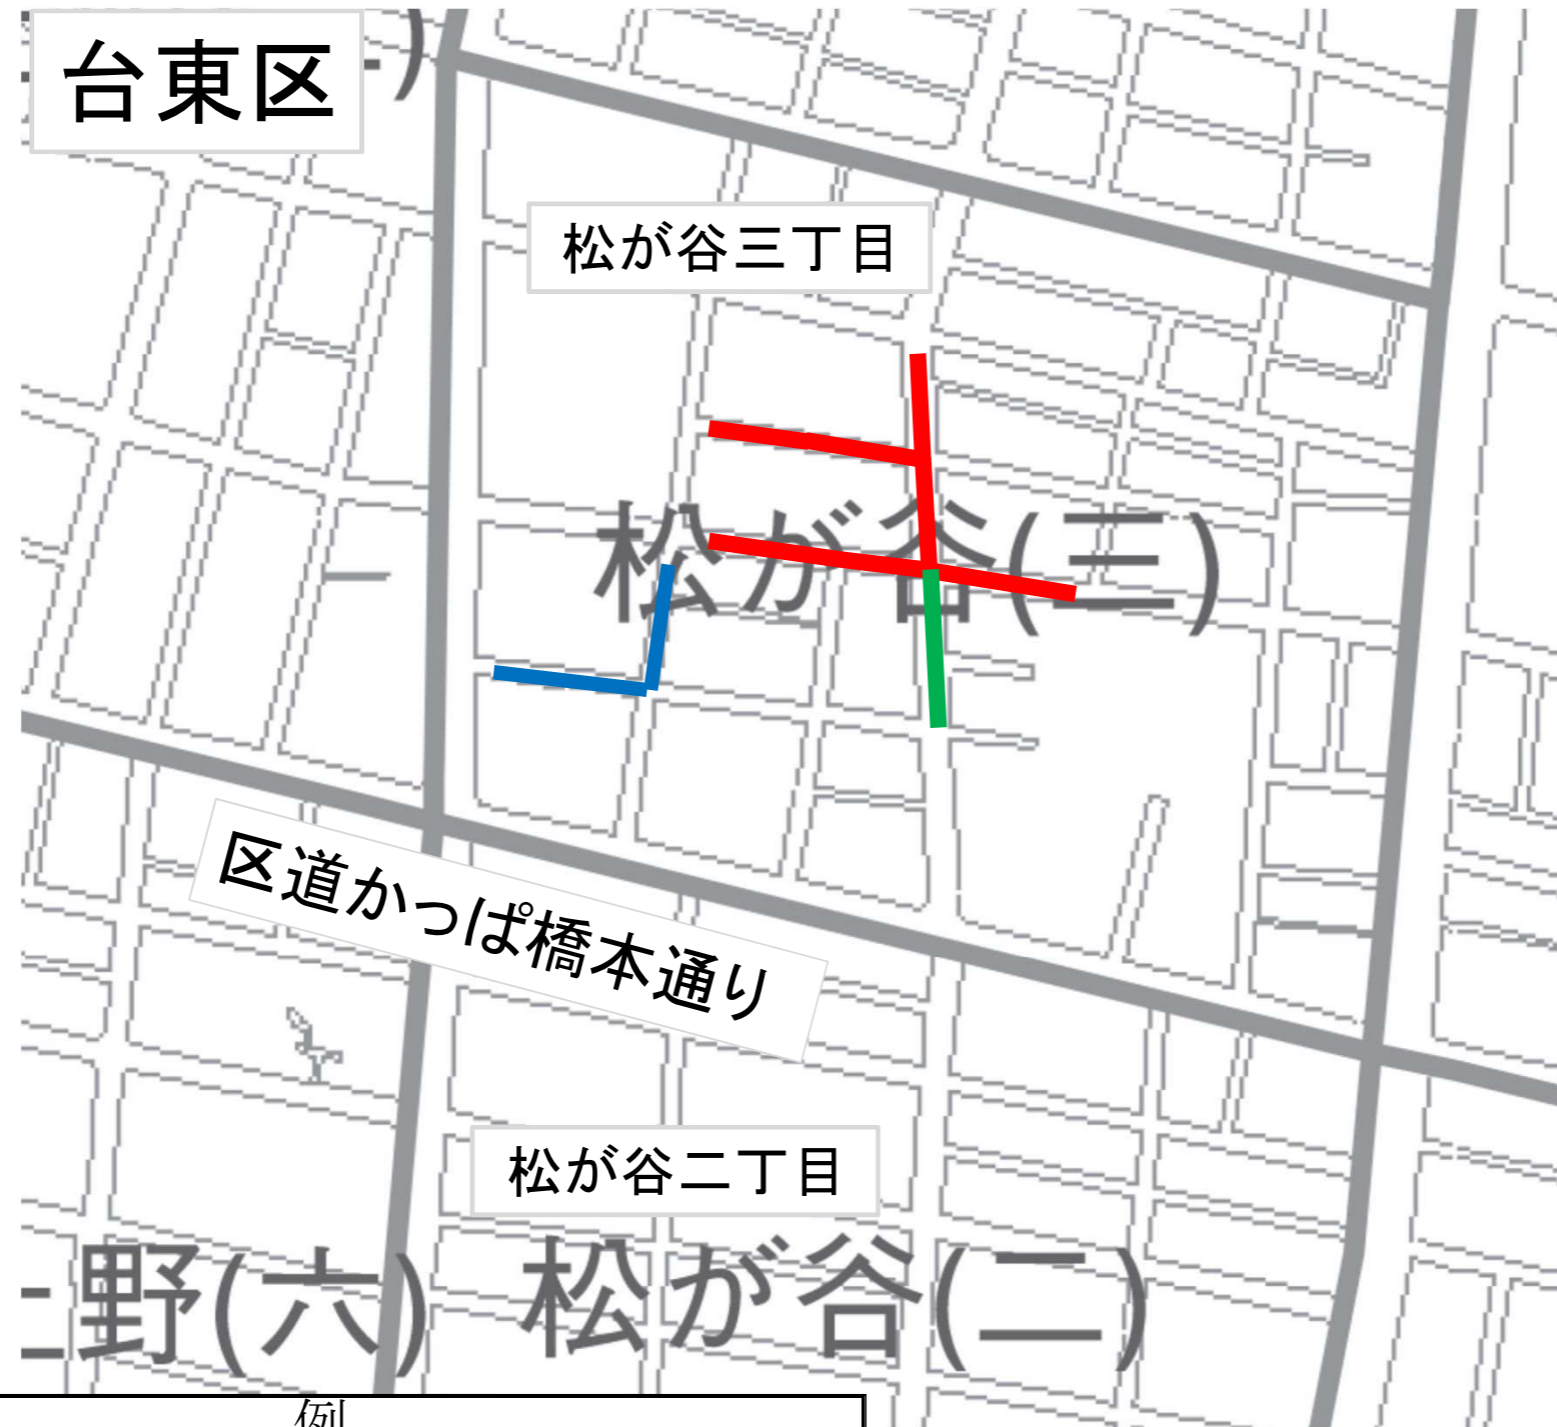 台東区
松が谷三丁目
松が谷(三)
区道かっぱ橋本通り
松が谷二丁目
野(六)
松が谷(二)
例